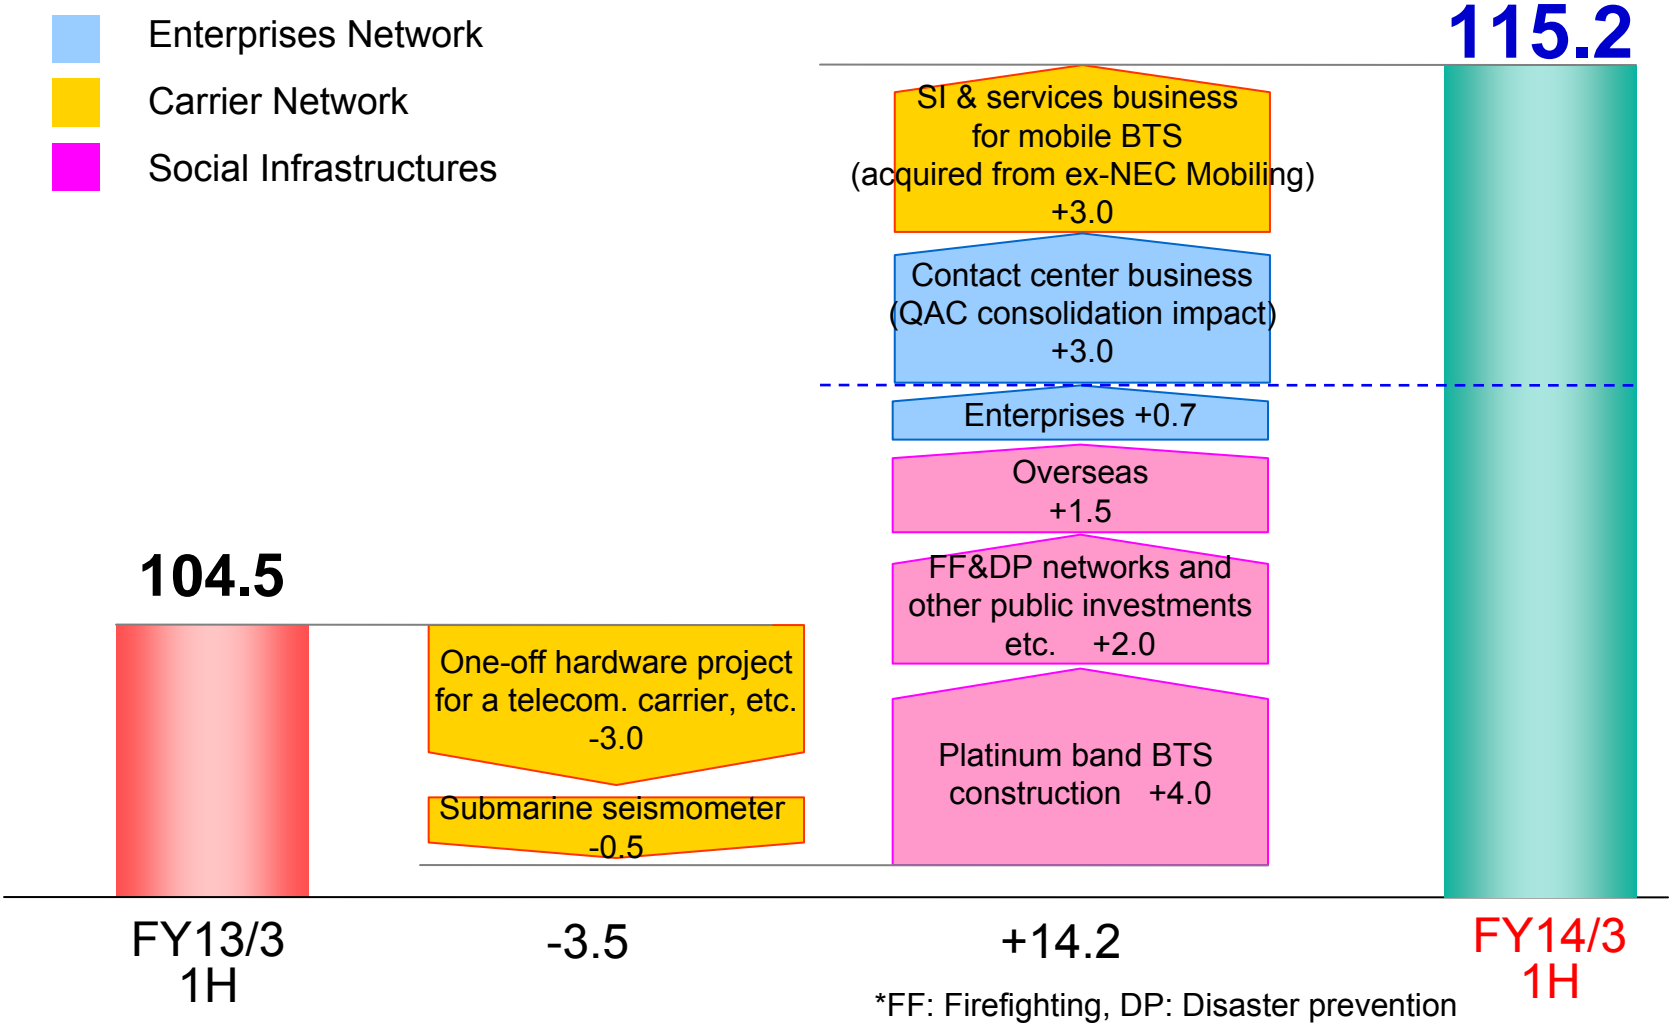 Enterprises Network
Carrier Network
Social Infrastructures
115.2
SI & services business
for mobile BTS
(acquired from ex-NEC Mobiling)
+3.0
Contact center business
(QAC consolidation impact)
+3.0
Enterprises +0.7
Overseas
+1.5
FF&DP networks and
other public investments
etc. +2.0
Platinum band BTS
construction +4.0
104.5
One-off hardware project
for a telecom. carrier, etc.
-3.0
Submarine seismometer
-0.5
FY13/3
1H
-3.5
+14.2
FY14/3
1H
*FF: Firefighting, DP: Disaster prevention